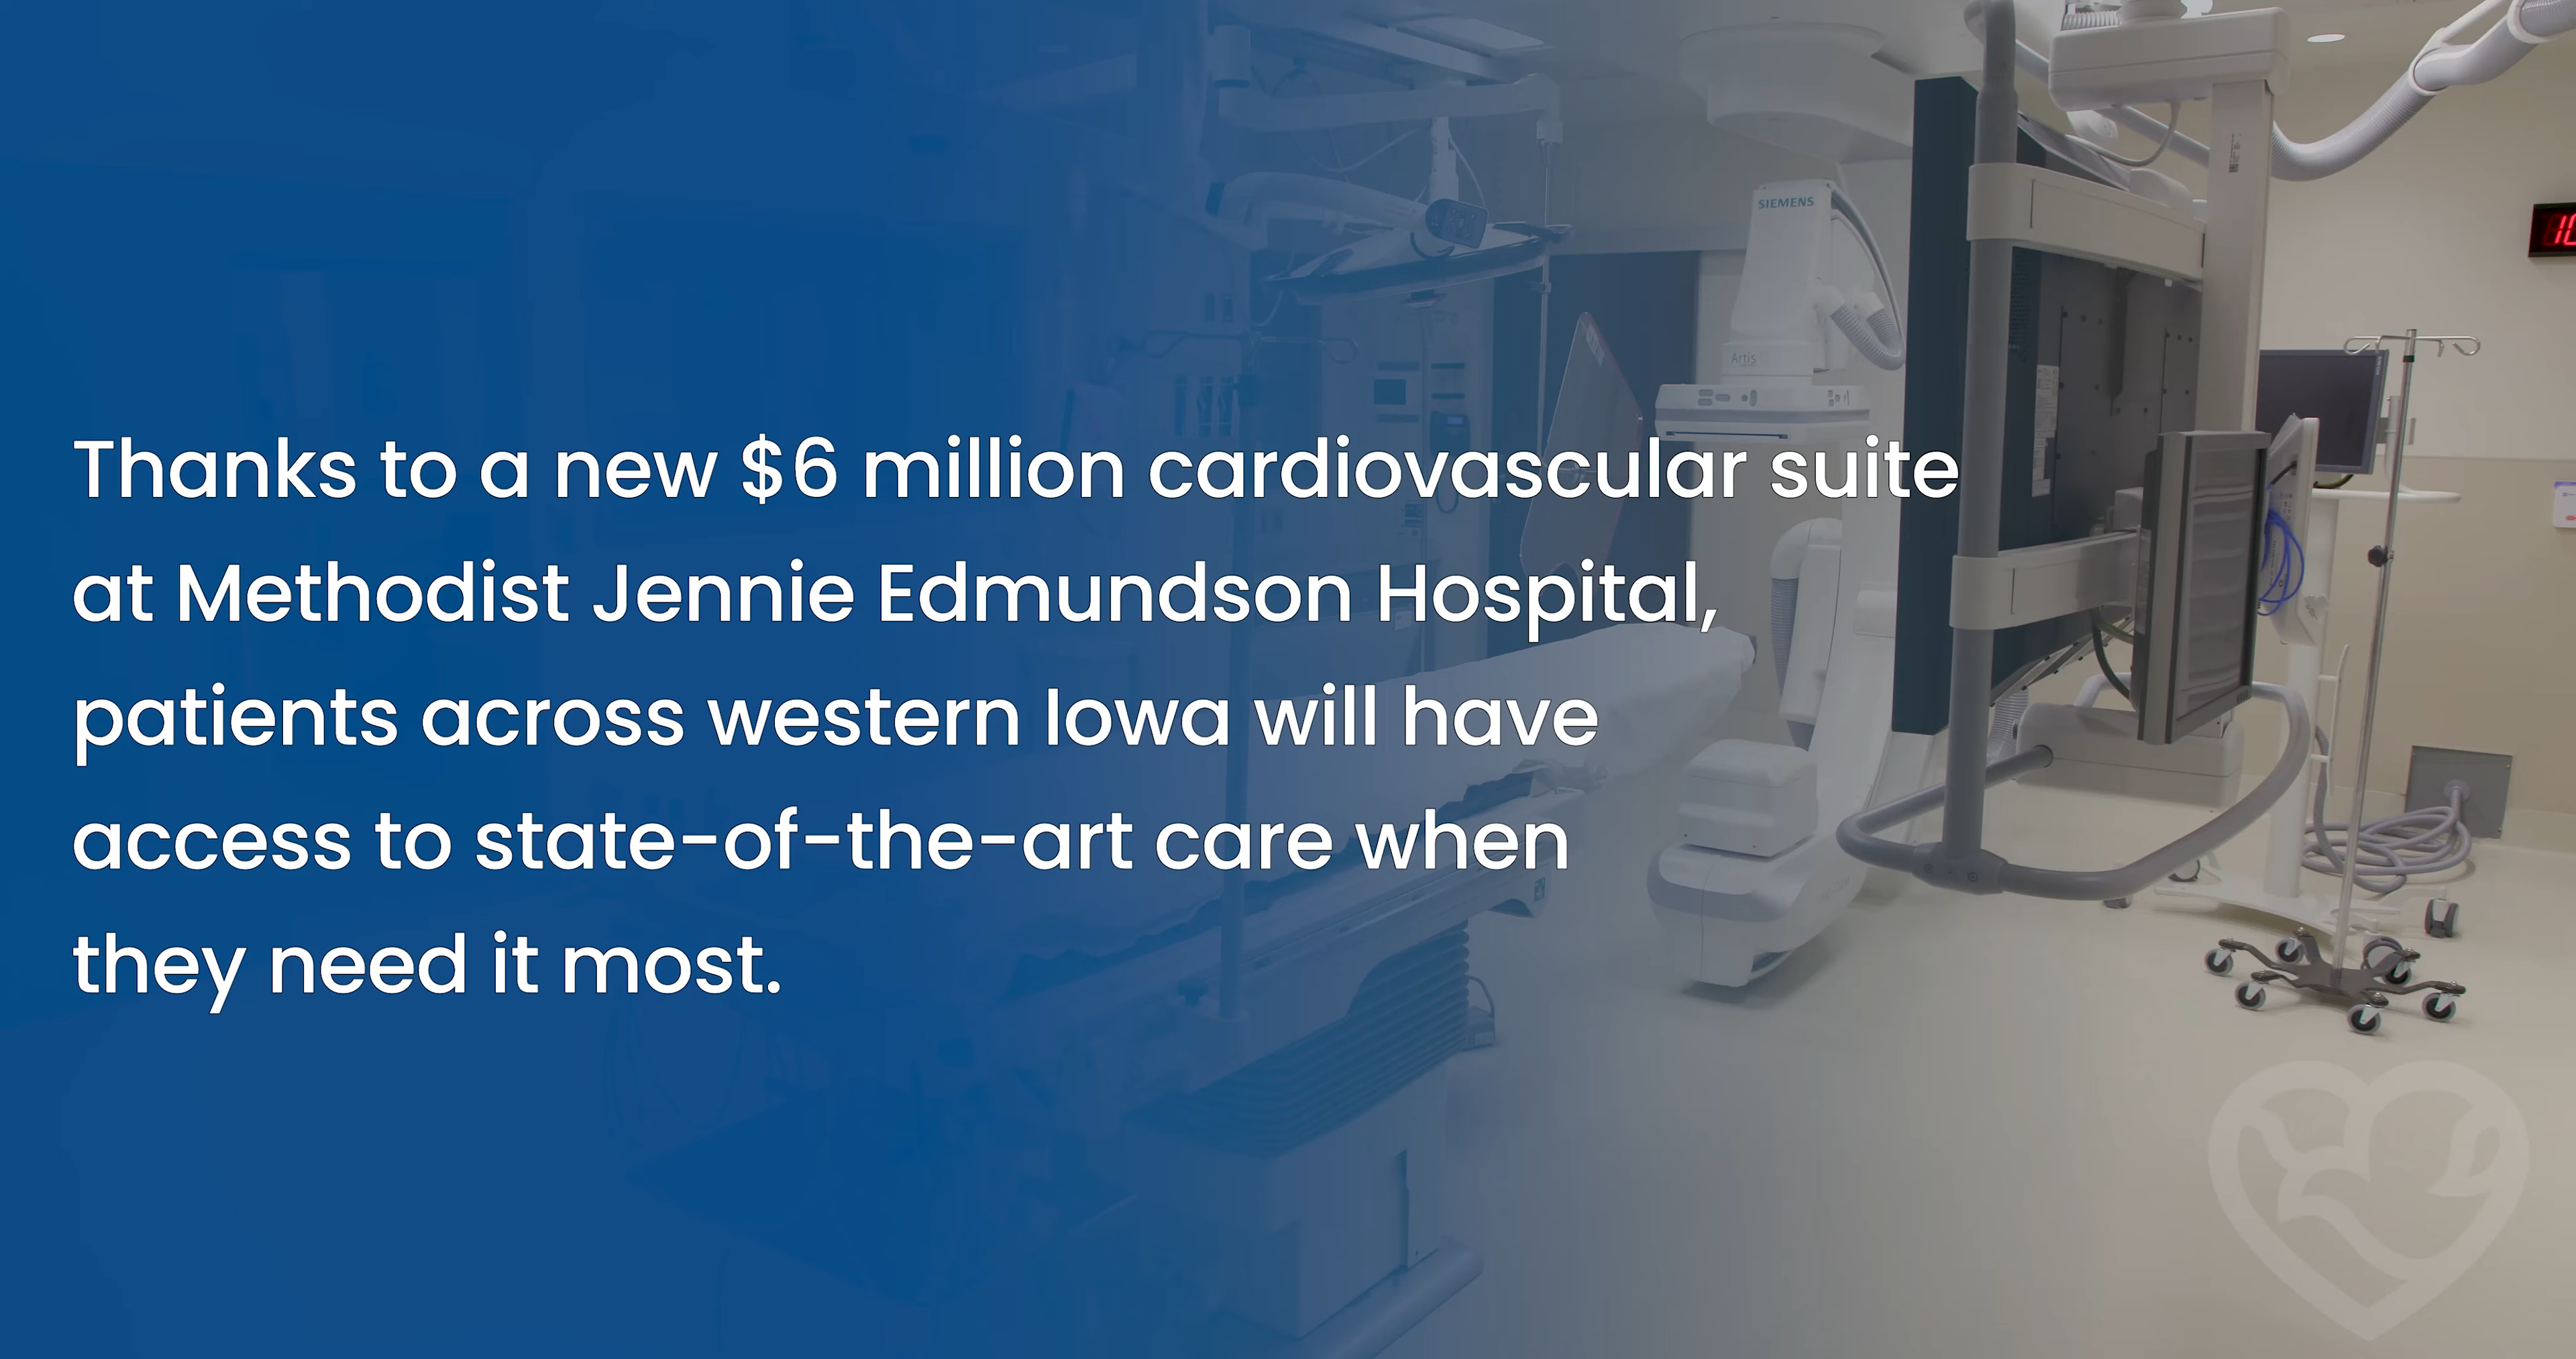 Thanks to a new $6 million cardiovascular suite
at Methodist Jennie Edmundson Hospital,
patients across western Iowa will have
access to state-of-the-art care when
they need it most.
SIEMENS
Artis
10